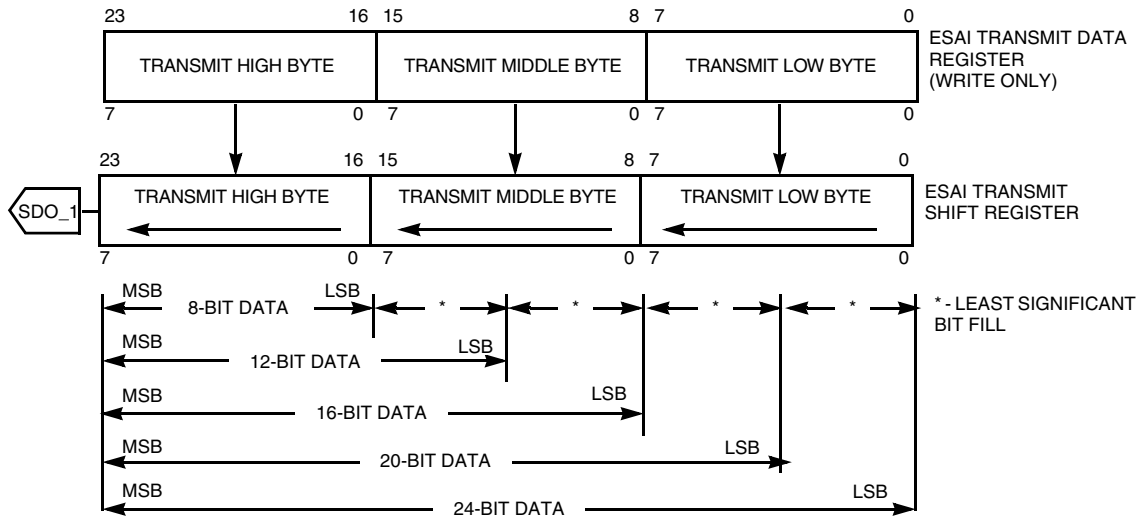 23 16 15 8 7 0
TRANSMIT HIGH BYTE TRANSMIT MIDDLE BYTE TRANSMIT LOW BYTE
ESAI TRANSMIT DATA
REGISTER
(WRITE ONLY)
7 0 7 0 7 0
23 16 15 8 7 0
SDO_1
TRANSMIT HIGH BYTE TRANSMIT MIDDLE BYTE TRANSMIT LOW BYTE
ESAI TRANSMIT
SHIFT REGISTER
7 0 7 0 7 0
MSB LSB
8-BIT DATA * * * *
* - LEAST SIGNIFICANT
BIT FILL
MSB LSB
12-BIT DATA
MSB LSB
16-BIT DATA
MSB LSB
20-BIT DATA
MSB LSB
24-BIT DATA